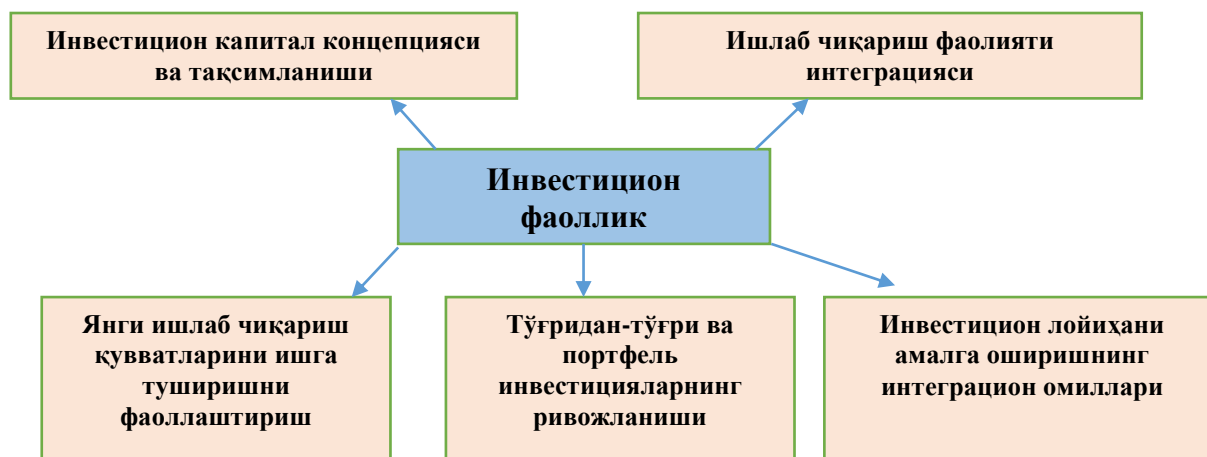 Инвестицион капитал концепцияси
ва тақсимланиши
Ишлаб чиқариш фаолияти
интеграцияси
Инвестицион
фаоллик
Янги ишлаб чиқариш
қувватларини ишга
туширишни
фаоллаштириш
Тўғридан-тўғри ва
портфель
инвестицияларнинг
ривожланиши
Инвестицион лойиҳани
амалга оширишнинг
интеграцион омиллари